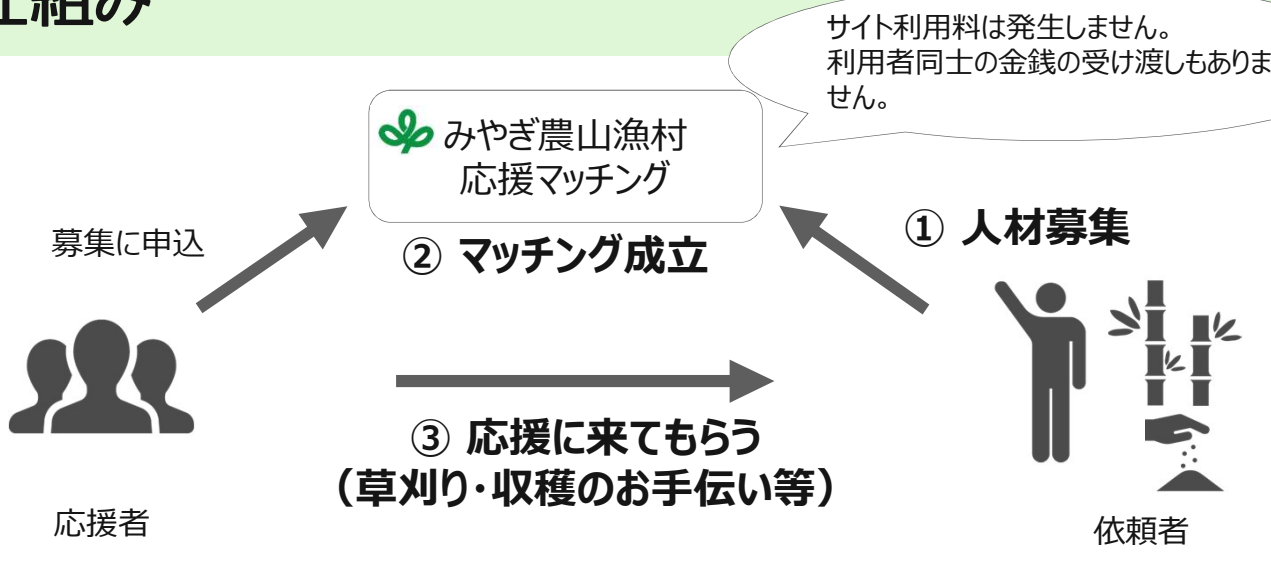 仕組み
サイト利用料は発生しません。
利用者同士の金銭の受け渡しもありま
せん。
みやぎ農山漁村
応援マッチング
① 人材募集
募集に申込
② マッチング成立
③ 応援に来てもらう
（草刈り・収穫のお手伝い等）
応援者
依頼者